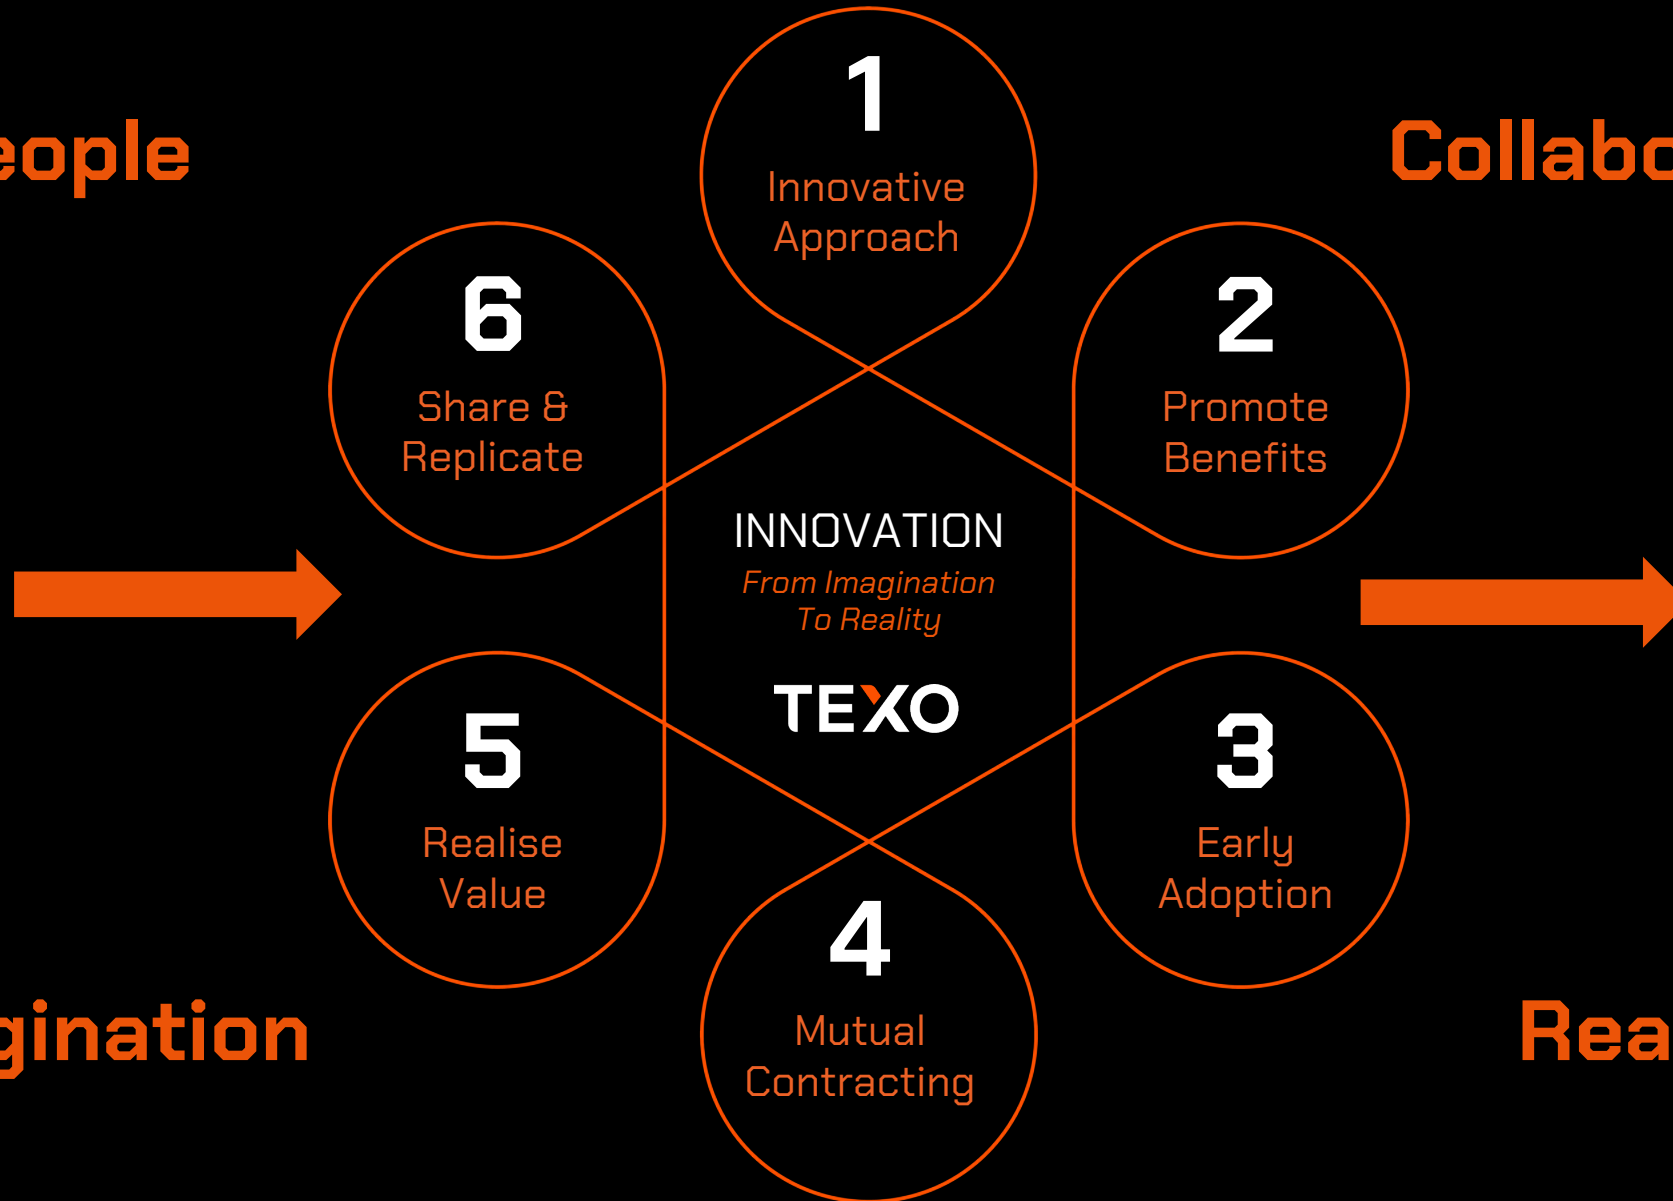 eople
Collabo
1
Innovative
Approach
6
Share &
Replicate
2
Promote
Benefits
INNOVATION
From Imagination
To Reality
TEXO
5
Realise
Value
3
Early
Adoption
4
Mutual
Contracting
gination
Rea